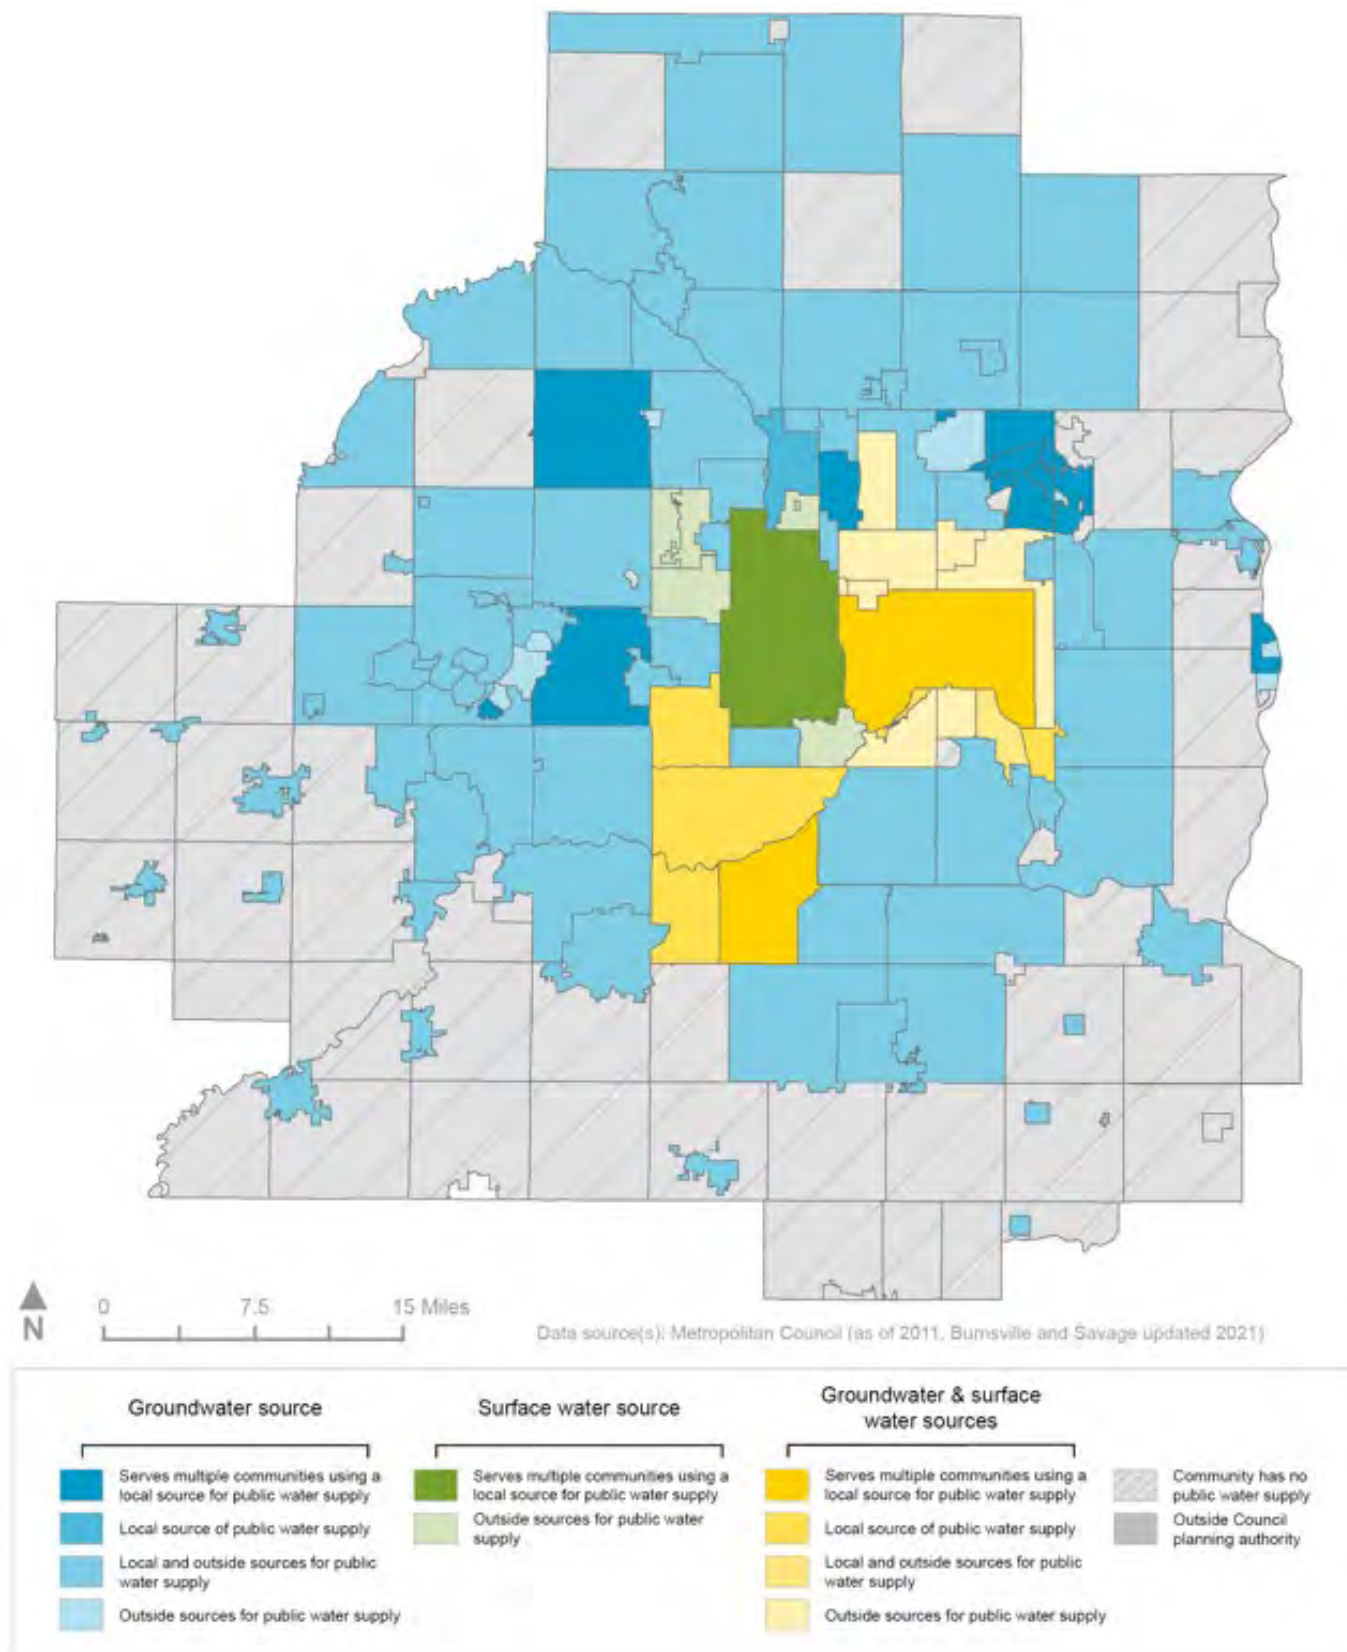 0 7.5 15 Miles
N
Data source(s): Metropolitan Council (as of 2011, Burnsville and Savage updated 2021)
Groundwater source
Serves multiple communities using a
local source for public water supply
Local source of public water supply
Local and outside sources for public
water supply
Outside sources for public water supply
Surface water source
Serves multiple communities using a
local source for public water supply
Outside sources for public water
supply
Groundwater & surface
water sources
Serves multiple communities using a
local source for public water supply
Local source of public water supply
Local and outside sources for public
water supply
Outside sources for public water supply
Community has no
public water supply
Outside Council
planning authority